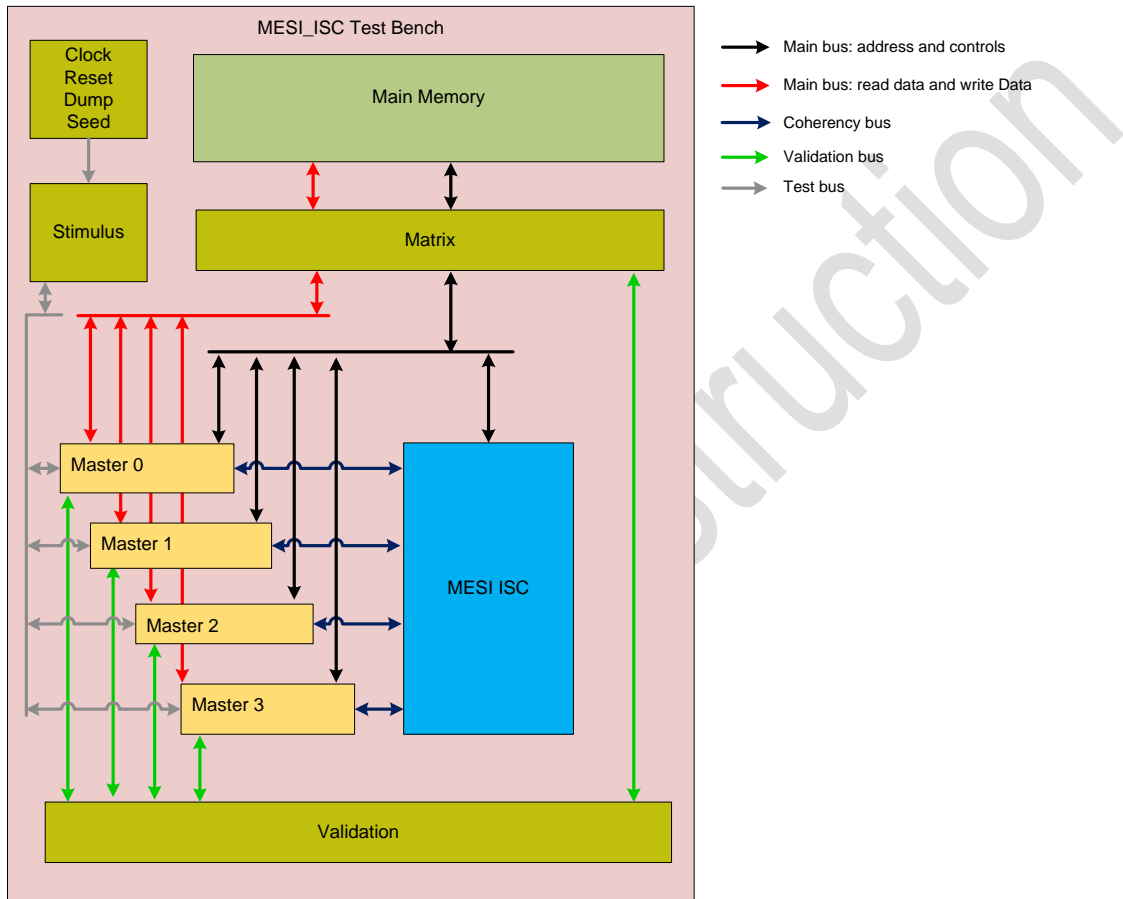 MESI_ISC Test Bench
Clock
Reset
Dump
Seed
Main Memory
Stimulus
Matrix
Master 0
Master 1
Master 2
Master 3
MESI ISC
Validation
Main bus: address and controls
Main bus: read data and write Data
Coherency bus
Validation bus
Test bus